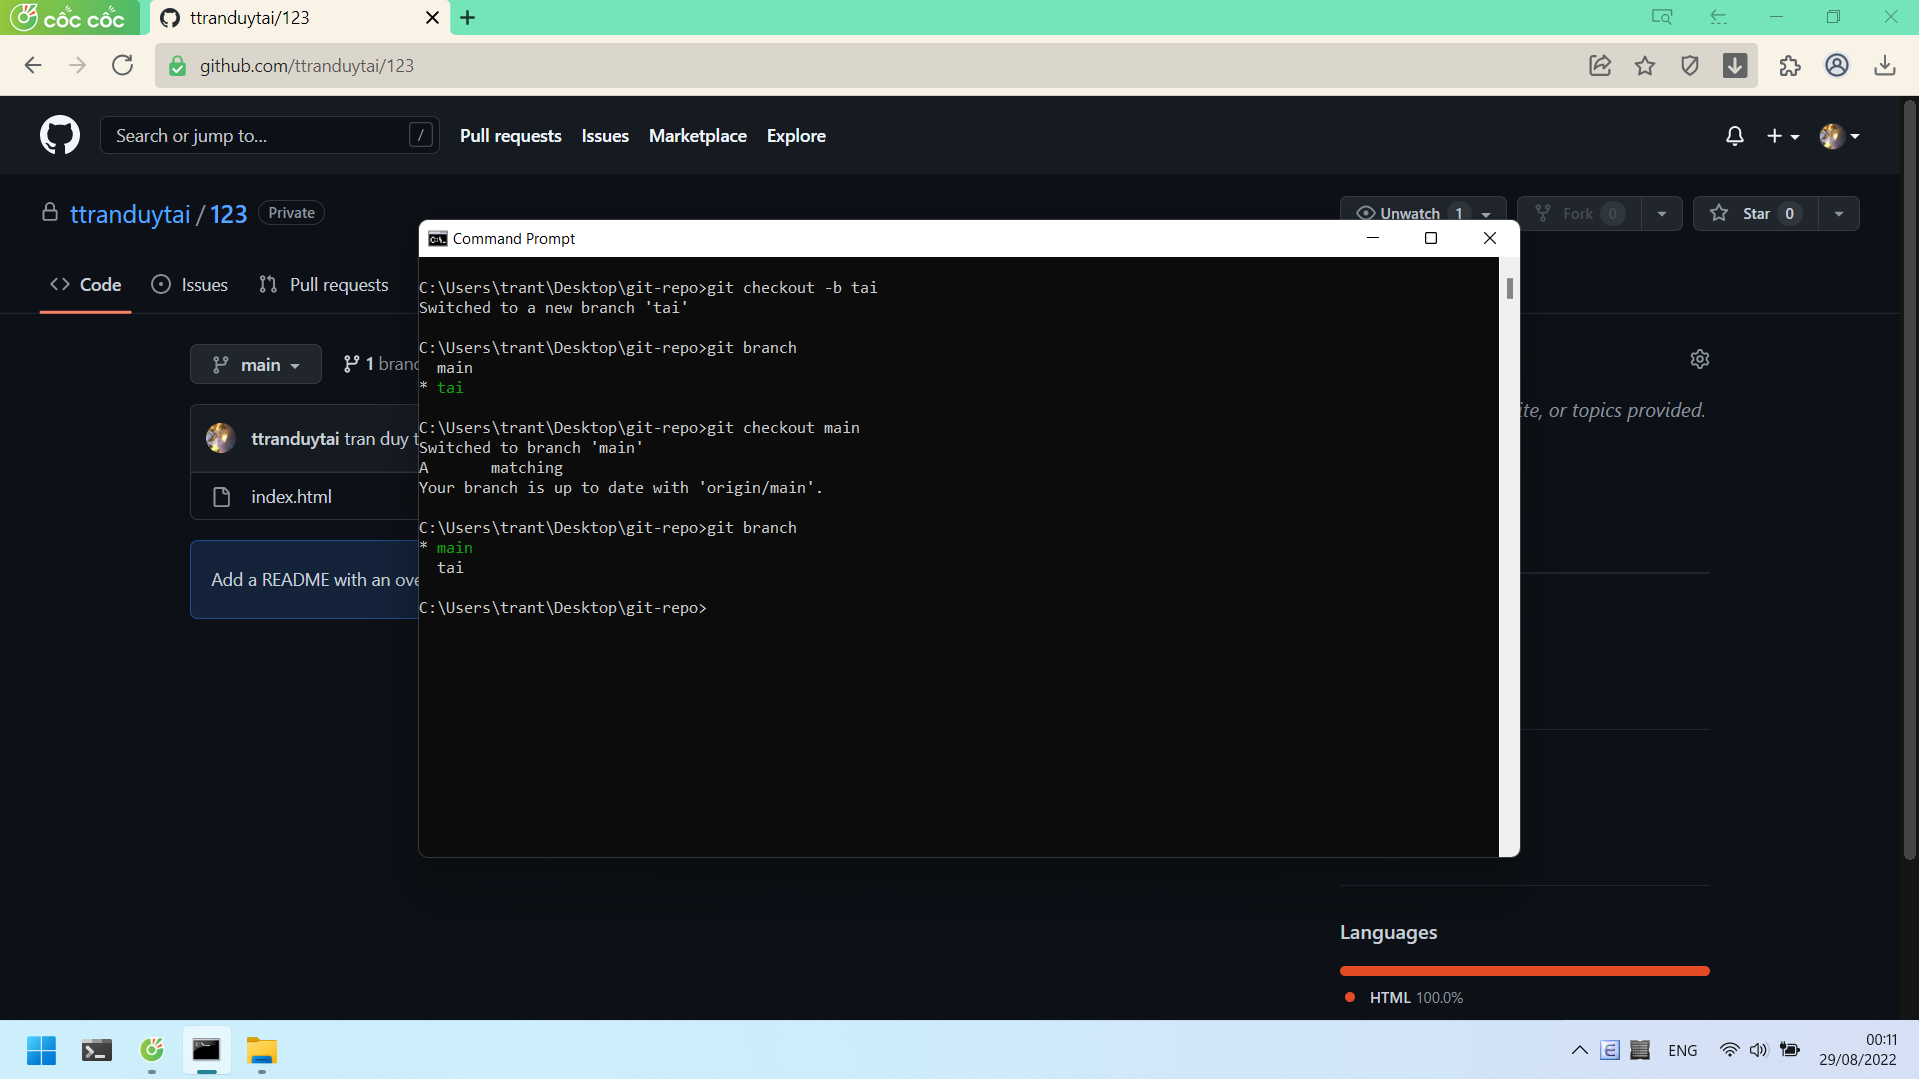 cốc cốc
ttranduytai/123
github.com/ttranduytai/123
Search or jump to...
/
Pull requests
Issues
Marketplace
Explore
ttranduytai / 123
Private
Unwatch 1
Fork 0
Star 0
Code
Issues
Pull requests
main
1
ttranduytai tran duy
index.html
Add a README with an
or topics provided.
Languages
HTML 100.0%
Command Prompt
C:\Users\trant\Desktop\git-repo>git checkout -b tai
Switched to a new branch 'tai'
C:\Users\trant\Desktop\git-repo>git branch
main
* tai
C:\Users\trant\Desktop\git-repo>git checkout main
Switched to branch 'main'
A matching
Your branch is up to date with 'origin/main'.
C:\Users\trant\Desktop\git-repo>git branch
* main
tai
C:\Users\trant\Desktop\git-repo>
ENG
00:11
29/08/2022